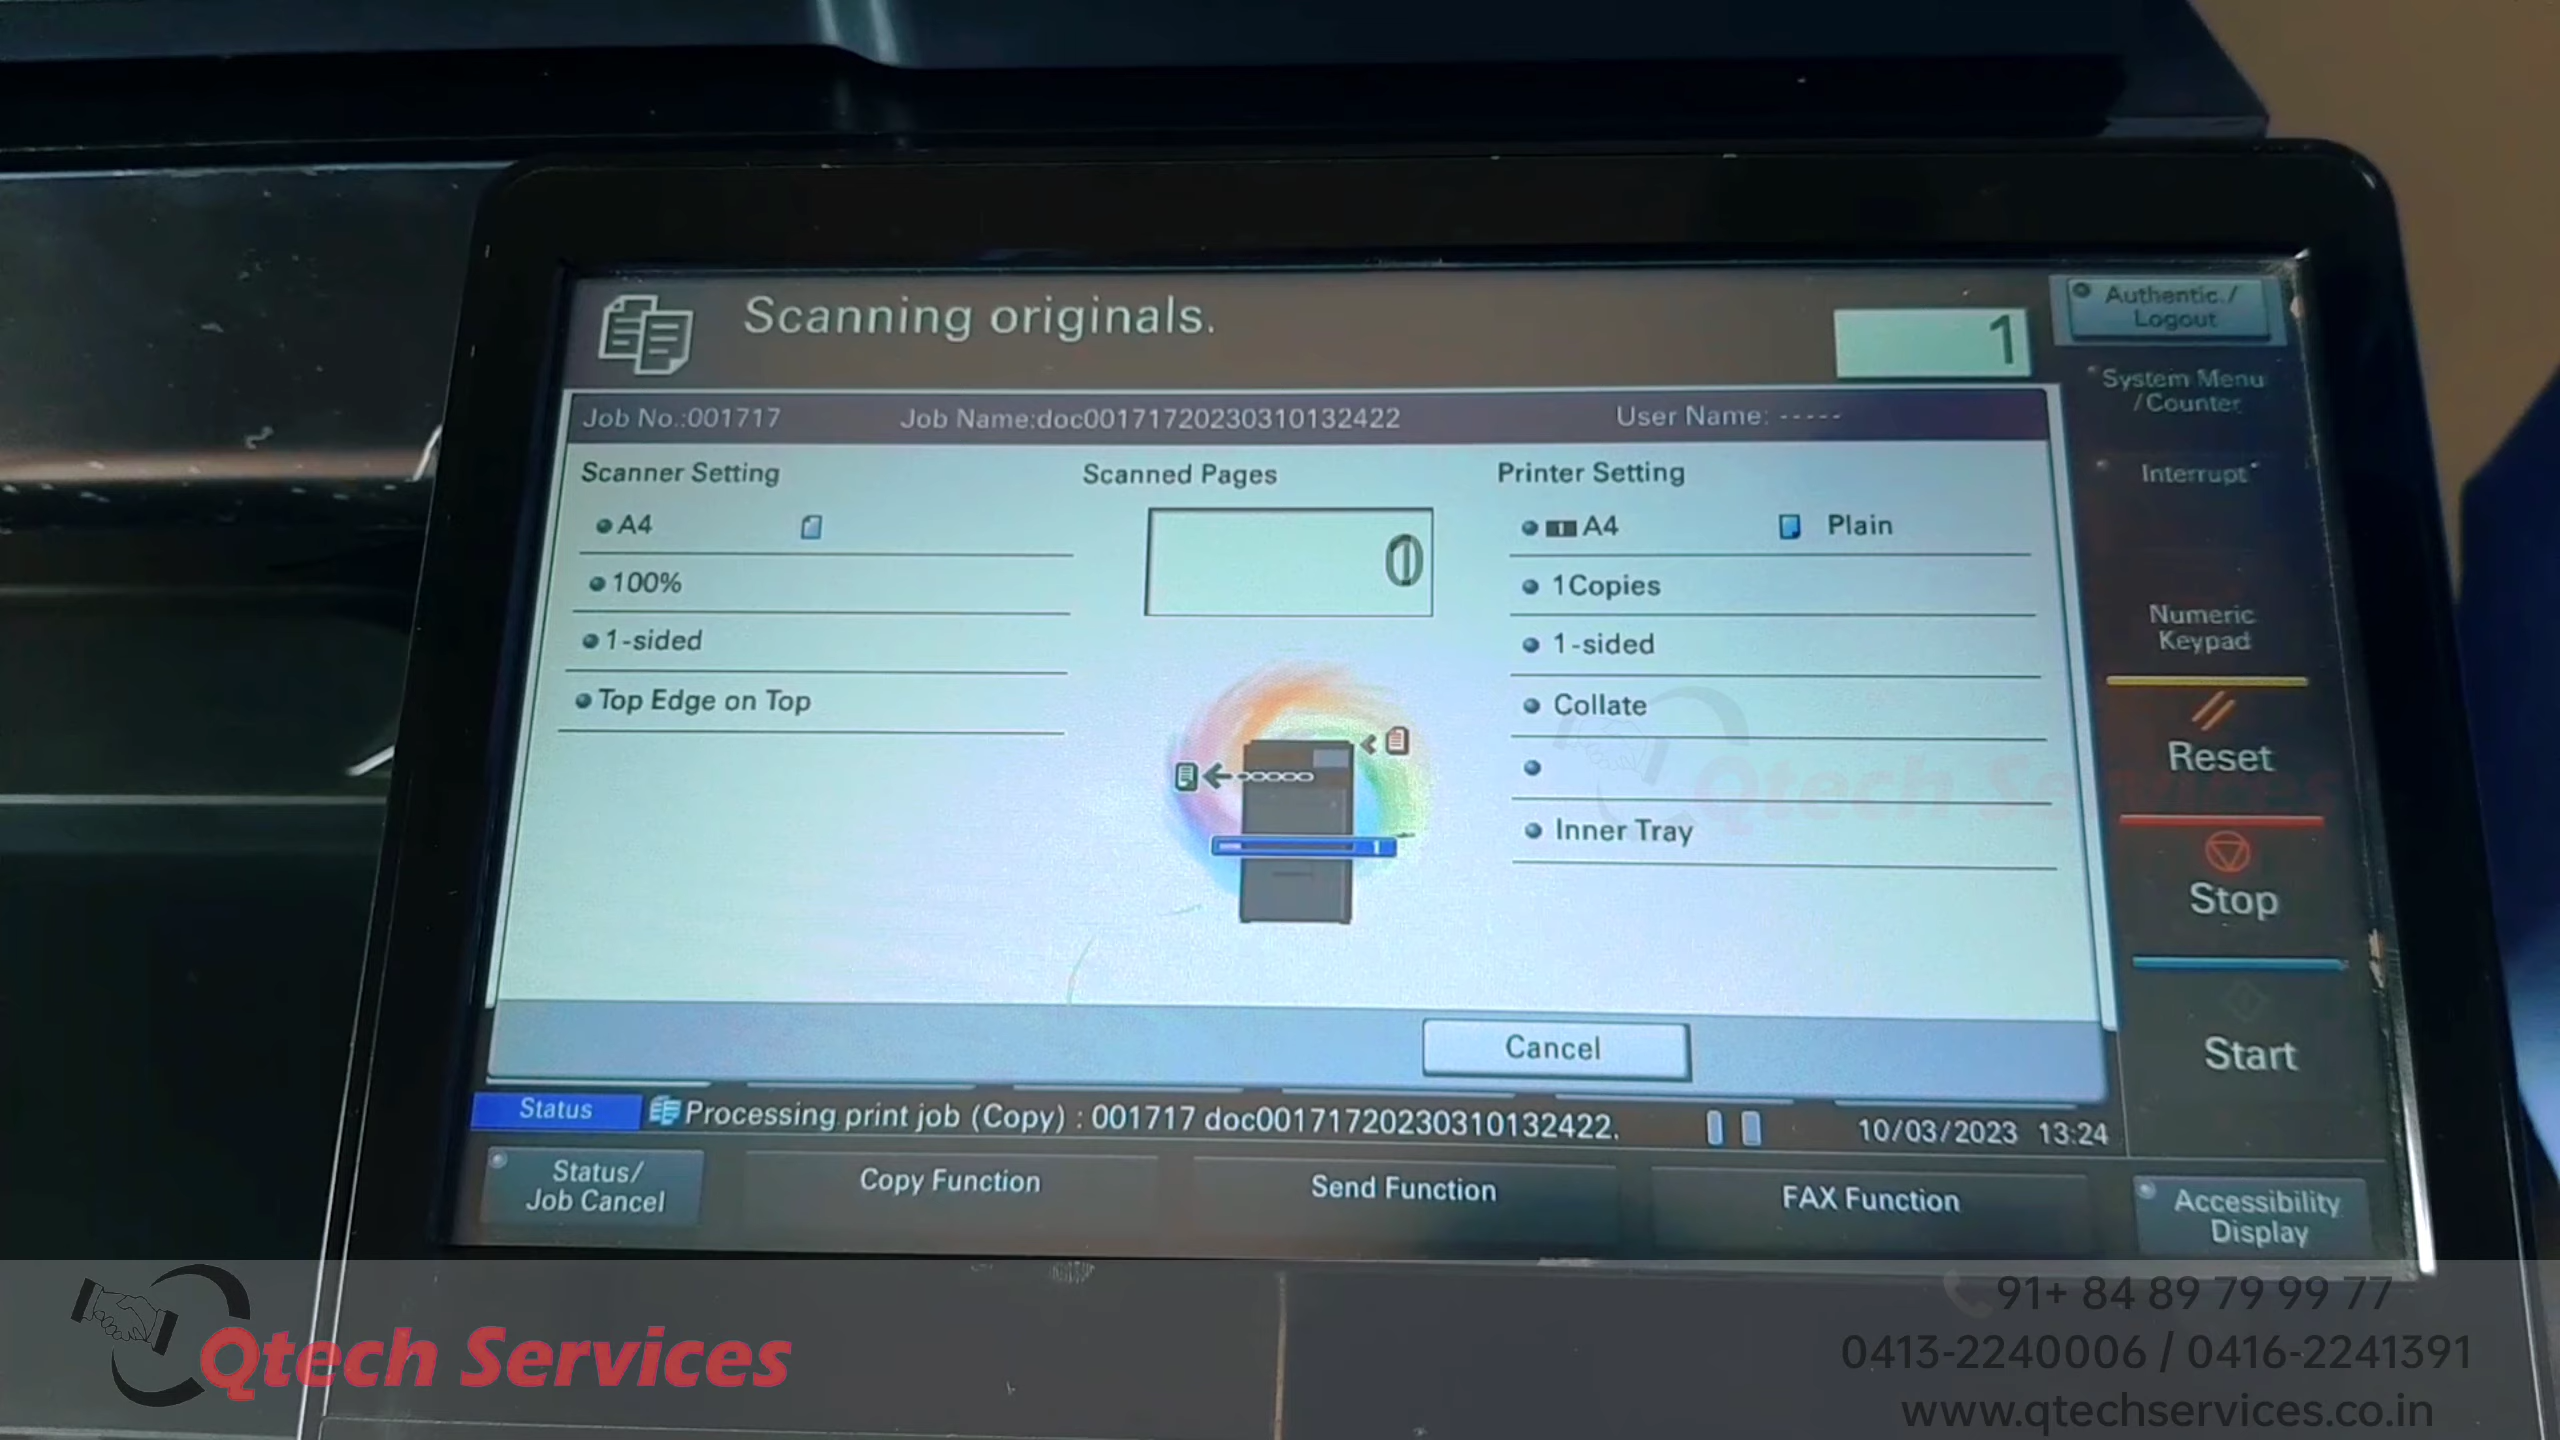 Scanning originals.
1
Authentic./
Logout
System Menu
/Counter
Interrupt
Numeric
Keypad
Reset
Stop
Start
Job No.:001717
Job Name:doc00171720230310132422
User Name: -----
Scanner Setting
A4
100%
1-sided
Top Edge on Top
Scanned Pages
1
Printer Setting
1 A4 Plain
1Copies
1-sided
Collate
Inner Tray
Qtech Services
Cancel
Status
Processing print job (Copy) : 001717 doc00171720230310132422.
10/03/2023 13:24
Status/
Job Cancel
Copy Function
Send Function
FAX Function
Accessibility
Display
Qtech Services
91+ 84 89 79 99 77
0413-2240006 / 0416-2241391
www.qtechservices.co.in